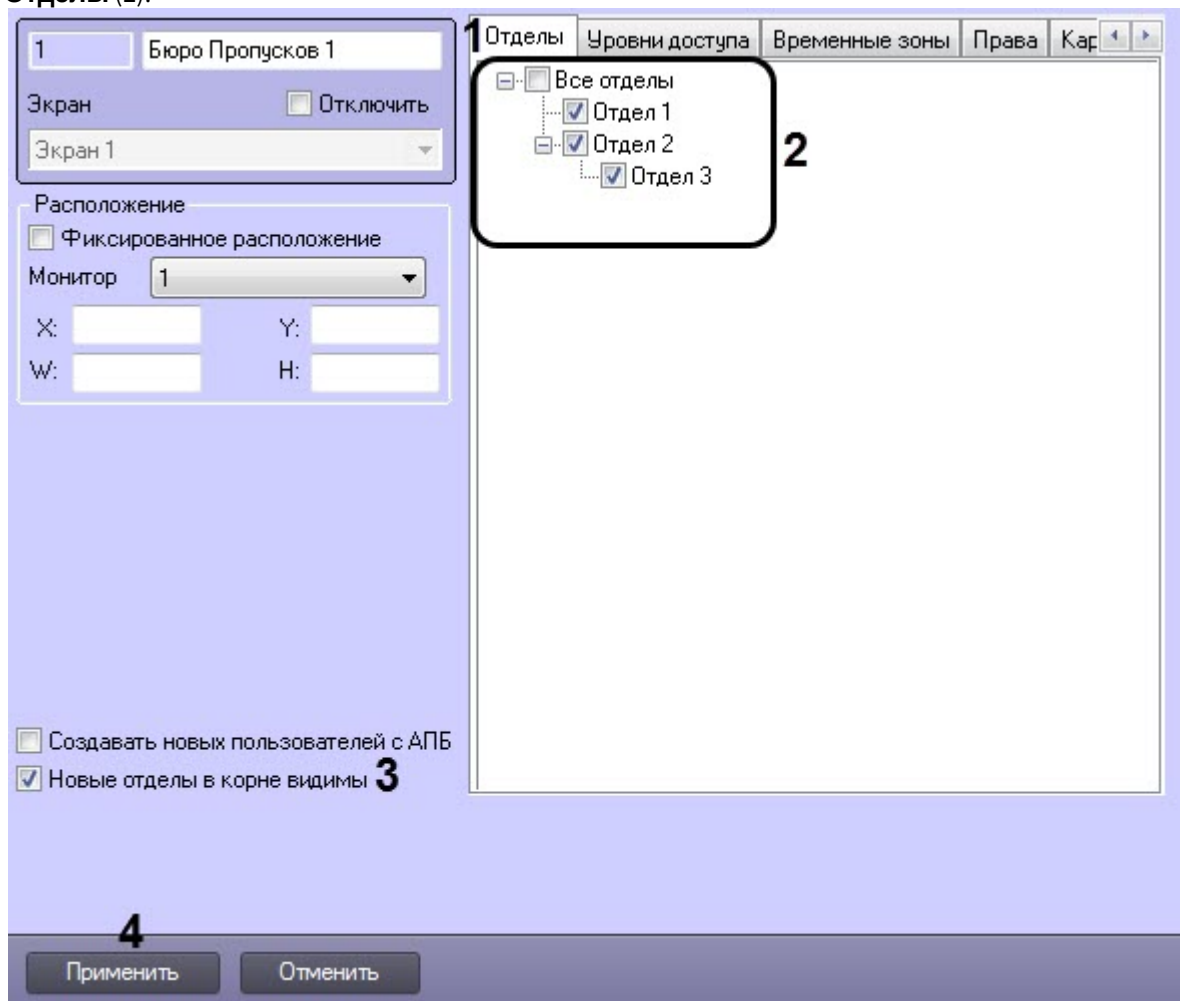 Отделы (2).
1 Бюро Пропусков 1
Экран Отключить
Экран 1
Расположение
Фиксированное расположение
Монитор 1
X: Y:
W: H:
Создавать новых пользователей с АПБ
Новые отделы в корне видимы 3
1 Отделы Уровни доступа Временные зоны Права Кар
Все отделы
Отдел 1
Отдел 2
Отдел 3
2
4
Применить Отменить